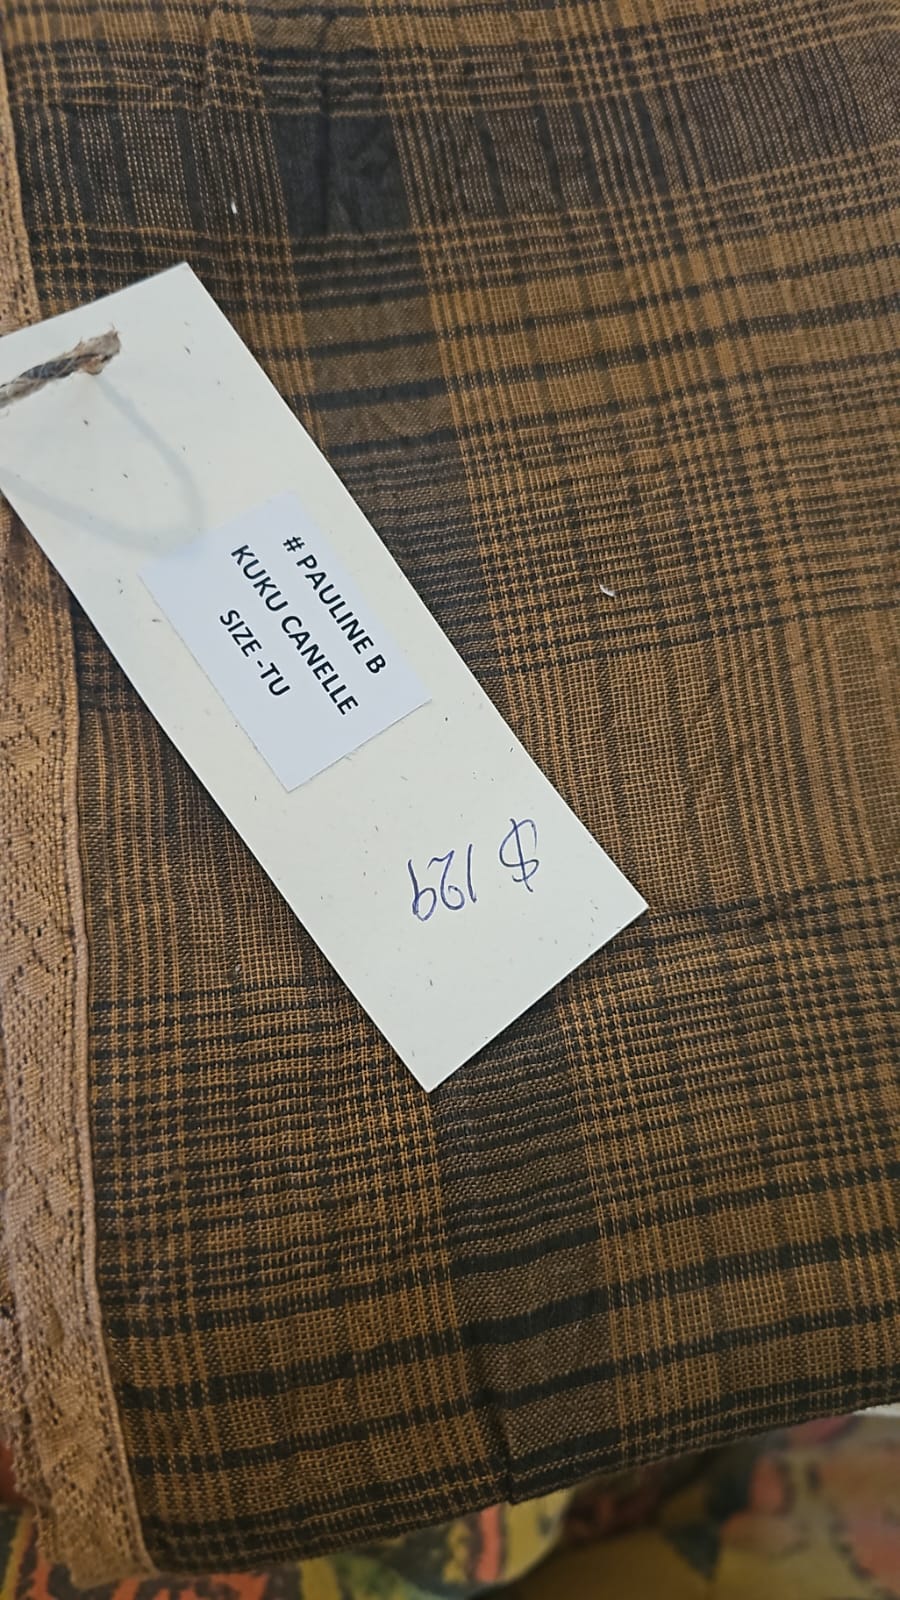 # PAULINE B
KUKU CANELLE
SIZE -TU
$ 129